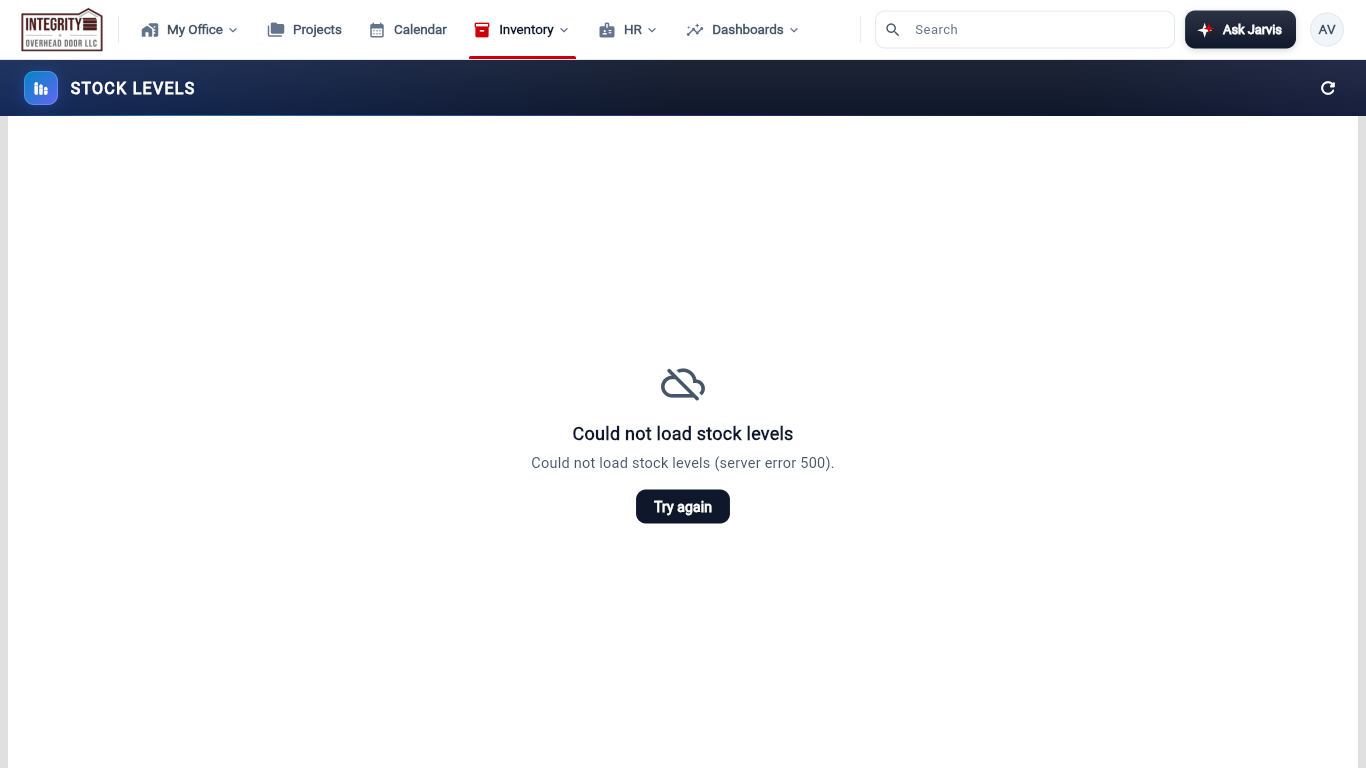 INTEGRITY
OVERHEAD DOOR LLC
My Office
Projects
Calendar
Inventory
HR
Dashboards
Search
Ask Jarvis
AV
STOCK LEVELS
Could not load stock levels
Could not load stock levels (server error 500).
Try again